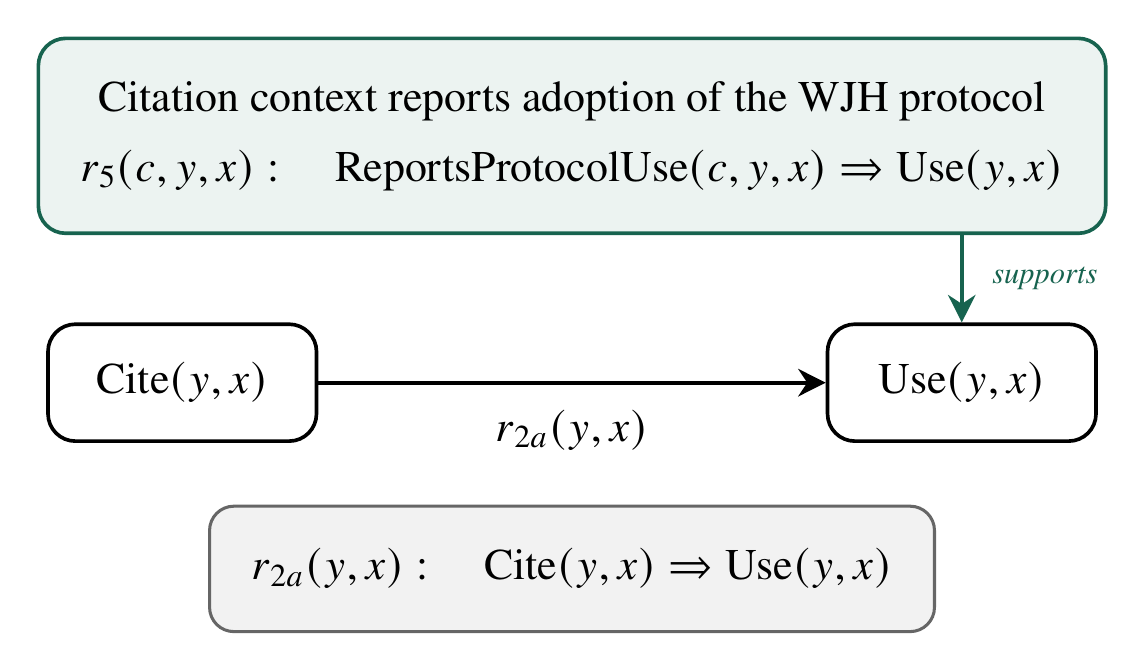 Citation context reports adoption of the WJH protocol
r₅(c, y, x) : ReportsProtocolUse(c, y, x) ⟹ Use(y, x)
supports
Cite(y, x)
Use(y, x)
r₂ₐ(y, x)
r₂ₐ(y, x) : Cite(y, x) ⟹ Use(y, x)